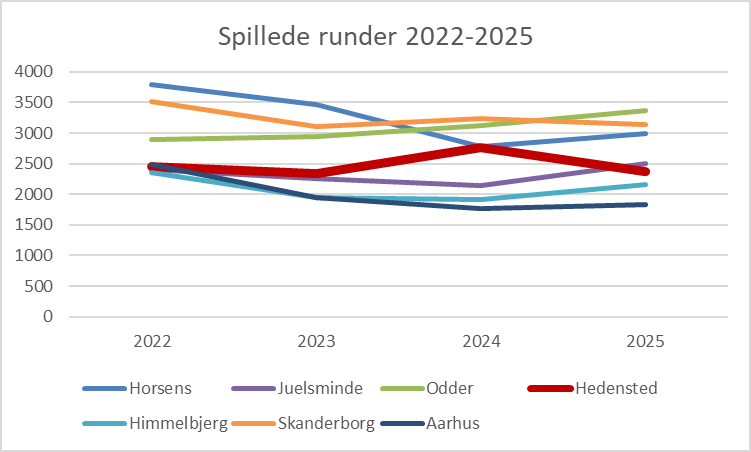 Spillede runder 2022-2025
4000
3500
3000
2500
2000
1500
1000
500
0
2022 2023 2024 2025
Horsens Juelsminde Odder Hedensted
Himmelbjerg Skanderborg Aarhus